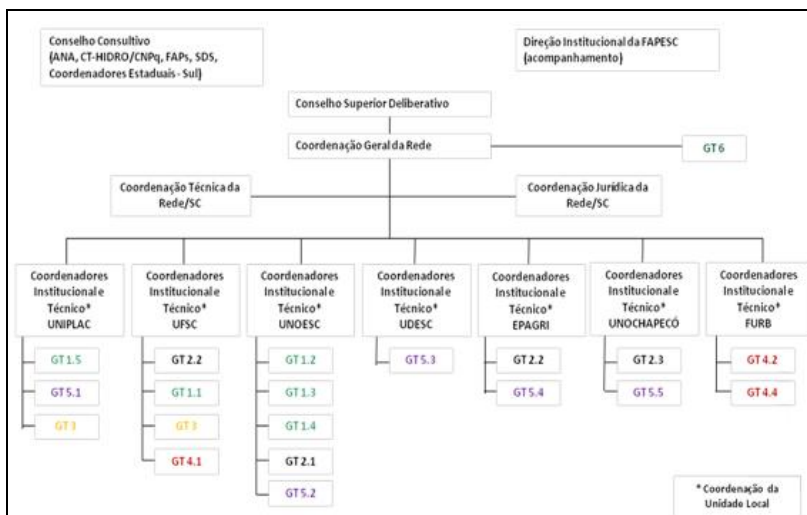 Conselho Consultivo
(ANA, CT-HIDRO/CNPq, FAPs, SDS,
Coordenadores Estaduais - Sul)
Direção Institucional da FAPESC
(acompanhamento)
Conselho Superior Deliberativo
Coordenação Geral da Rede
GT 6
Coordenação Técnica da
Rede/SC
Coordenação Jurídica da
Rede/SC
Coordenadores
Institucional e
Técnico*
UNIPLAC
GT 1.5
GT 5.1
GT 3
Coordenadores
Institucional e
Técnico*
UFSC
GT 2.2
GT 1.1
GT 3
GT 4.1
Coordenadores
Institucional e
Técnico*
UNOESC
GT 1.2
GT 1.3
GT 1.4
GT 2.1
GT 5.2
Coordenadores
Institucional e
Técnico*
UDESC
GT 5.3
Coordenadores
Institucional e
Técnico*
EPAGRI
GT 2.2
GT 5.4
Coordenadores
Institucional e
Técnico*
UNOCHAPECÓ
GT 2.3
GT 5.5
Coordenadores
Institucional e
Técnico*
FURB
GT 4.2
GT 4.4
* Coordenação da
Unidade Local